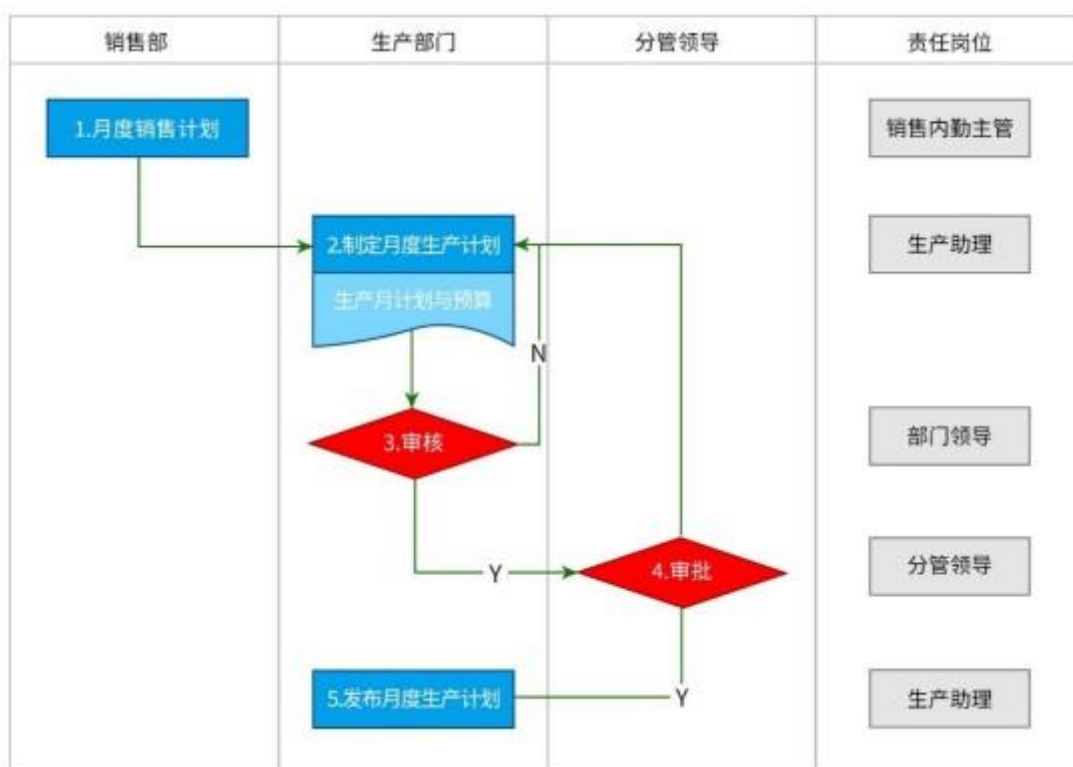 销售部
生产部门
分管领导
责任岗位
1.月度销售计划
销售内勤主管
2.制定月度生产计划
生产助理
生产月计划与预算
N
3.审核
部门领导
Y
4.审批
分管领导
5.发布月度生产计划
Y
生产助理